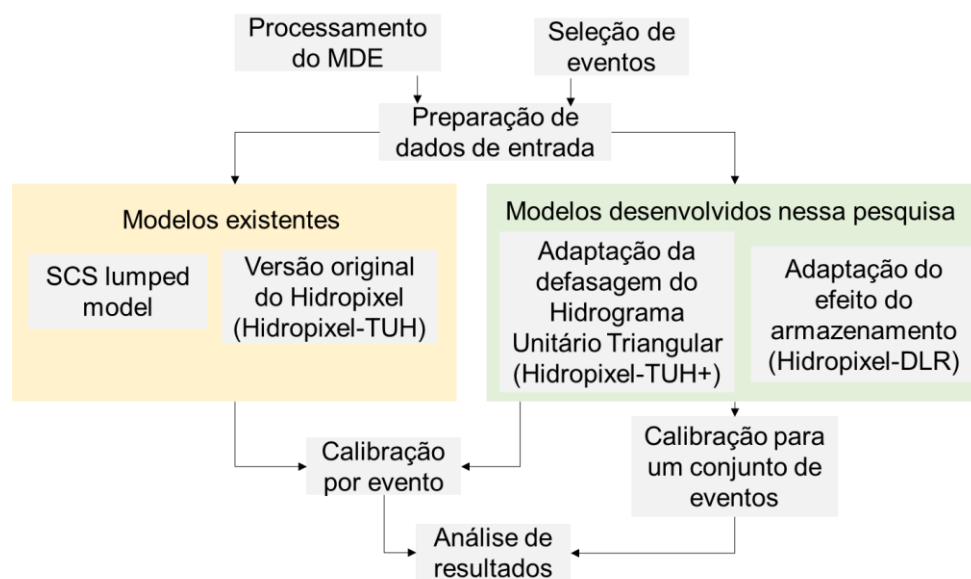 Processamento
do MDE
Seleção de
eventos
Preparação de
dados de entrada
Modelos existentes
SCS lumped
model
Versão original
do Hidropixel
(Hidropixel-TUH)
Modelos desenvolvidos nessa pesquisa
Adaptação da
defasagem do
Hidrograma
Unitário Triangular
(Hidropixel-TUH+)
Adaptação do
efeito do
armazenamento
(Hidropixel-DLR)
Calibração
por evento
Calibração para
um conjunto de
eventos
Análise de
resultados